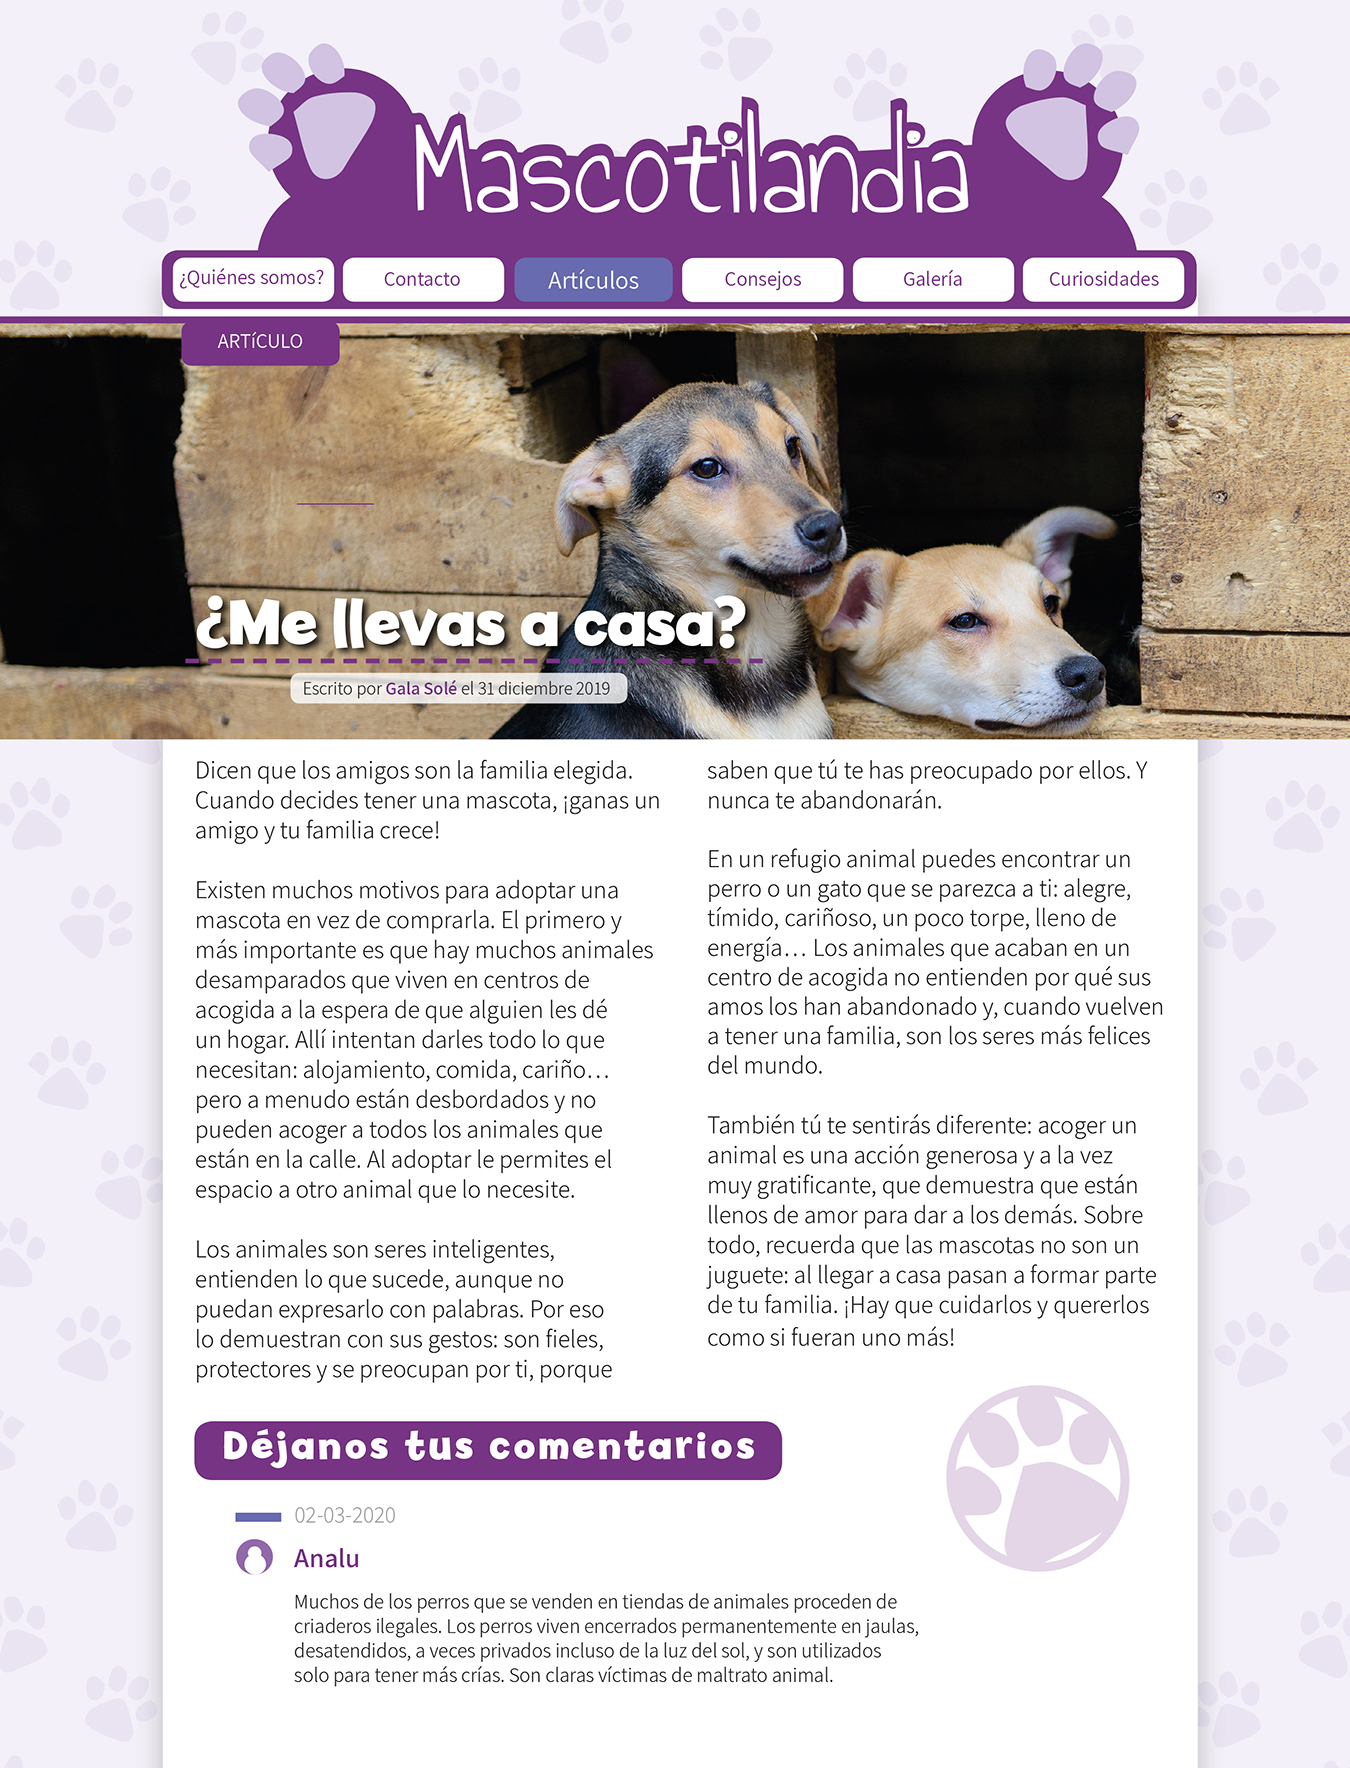 Mascotilandia
¿Quiénes somos?
Contacto
Artículos
Consejos
Galería
Curiosidades
ARTíCULO
¿Me llevas a casa?
Escrito por Gala Solé el 31 diciembre 2019
Dicen que los amigos son la familia elegida.
Cuando decides tener una mascota, ¡ganas un
amigo y tu familia crece!
Existen muchos motivos para adoptar una
mascota en vez de comprarla. El primero y
más importante es que hay muchos animales
desamparados que viven en centros de
acogida a la espera de que alguien les dé
un hogar. Allí intentan darles todo lo que
necesitan: alojamiento, comida, cariño…
pero a menudo están desbordados y no
pueden acoger a todos los animales que
están en la calle. Al adoptar le permites el
espacio a otro animal que lo necesite.
Los animales son seres inteligentes,
entienden lo que sucede, aunque no
puedan expresarlo con palabras. Por eso
lo demuestran con sus gestos: son fieles,
protectores y se preocupan por ti, porque
saben que tú te has preocupado por ellos. Y
nunca te abandonarán.
En un refugio animal puedes encontrar un
perro o un gato que se parezca a ti: alegre,
tímido, cariñoso, un poco torpe, lleno de
energía… Los animales que acaban en un
centro de acogida no entienden por qué sus
amos los han abandonado y, cuando vuelven
a tener una familia, son los seres más felices
del mundo.
También tú te sentirás diferente: acoger un
animal es una acción generosa y a la vez
muy gratificante, que demuestra que están
llenos de amor para dar a los demás. Sobre
todo, recuerda que las mascotas no son un
juguete: al llegar a casa pasan a formar parte
de tu familia. ¡Hay que cuidarlos y quererlos
como si fueran uno más!
Déjanos tus comentarios
02-03-2020
Analu
Muchos de los perros que se venden en tiendas de animales proceden de
criaderos ilegales. Los perros viven encerrados permanentemente en jaulas,
desatendidos, a veces privados incluso de la luz del sol, y son utilizados
solo para tener más crías. Son claras víctimas de maltrato animal.